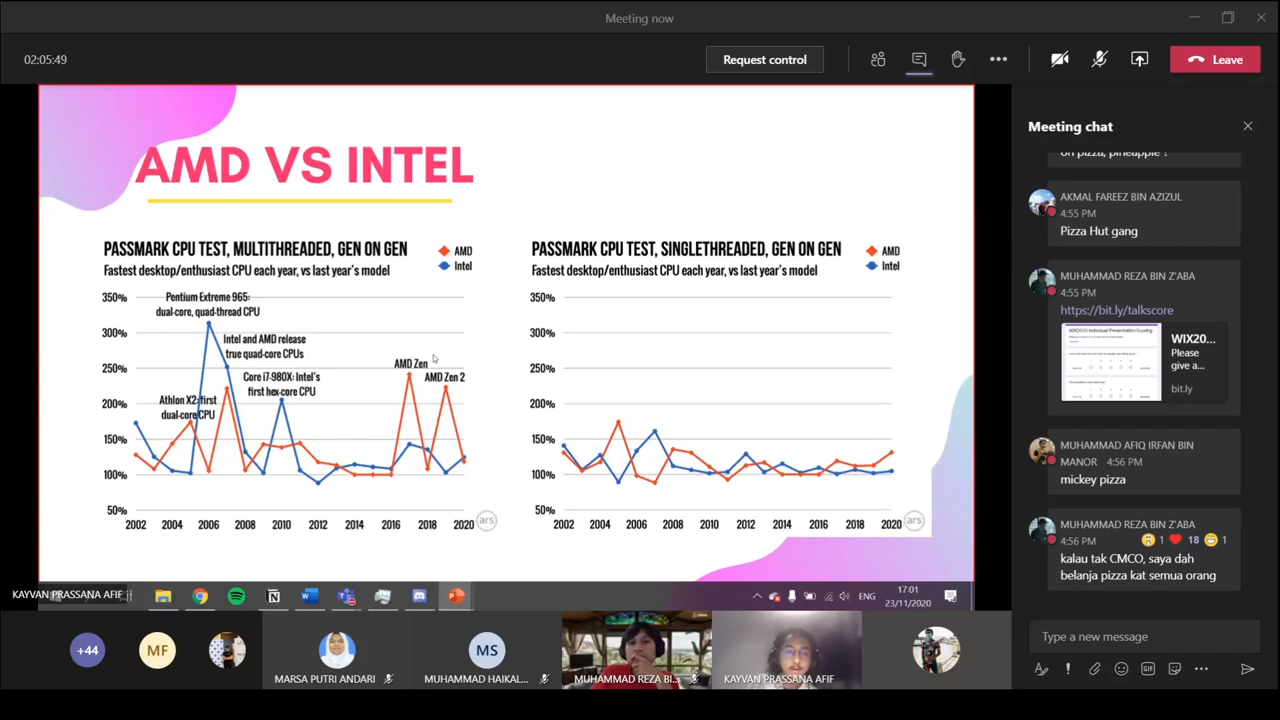 Meeting now
02:05:49
Request control
Leave
AMD VS INTEL
PASSMARK CPU TEST, MULTITHREADED, GEN ON GEN
Fastest desktop/enthusiast CPU each year, vs last year's model
AMD
Intel
350%
300%
250%
200%
150%
100%
50%
Pentium Extreme 965:
dual-core, quad-thread CPU
Intel and AMD release
true quad-core CPUs
Core i7-980X: Intel's
first hex-core CPU
Athlon X2: first
dual-core CPU
AMD Zen
AMD Zen 2
2002
2004
2006
2008
2010
2012
2014
2016
2018
2020
ars
PASSMARK CPU TEST, SINGLETHREADED, GEN ON GEN
Fastest desktop/enthusiast CPU each year, vs last year's model
AMD
Intel
350%
300%
250%
200%
150%
100%
50%
2002
2004
2006
2008
2010
2012
2014
2016
2018
2020
ars
KAYVAN PRASSANA AFIF
ENG
17:01
23/11/2020
+44
MF
MARSA PUTRI ANDARI
MS
MUHAMMAD HAIKAL...
MUHAMMAD REZA BI...
KAYVAN PRASSANA AFIF
Meeting chat
on pizza, pineapple ?
AKMAL FAREEZ BIN AZIZUL
4:55 PM
Pizza Hut gang
MUHAMMAD REZA BIN Z'ABA
4:55 PM
https://bit.ly/talkscore
WIX20...
Please
give a...
bit.ly
MUHAMMAD AFIQ IRFAN BIN
MANOR 4:56 PM
mickey pizza
MUHAMMAD REZA BIN Z'ABA
4:56 PM 1 18 1
kalau tak CMCO, saya dah
belanja pizza kat semua orang
Type a new message
GIF